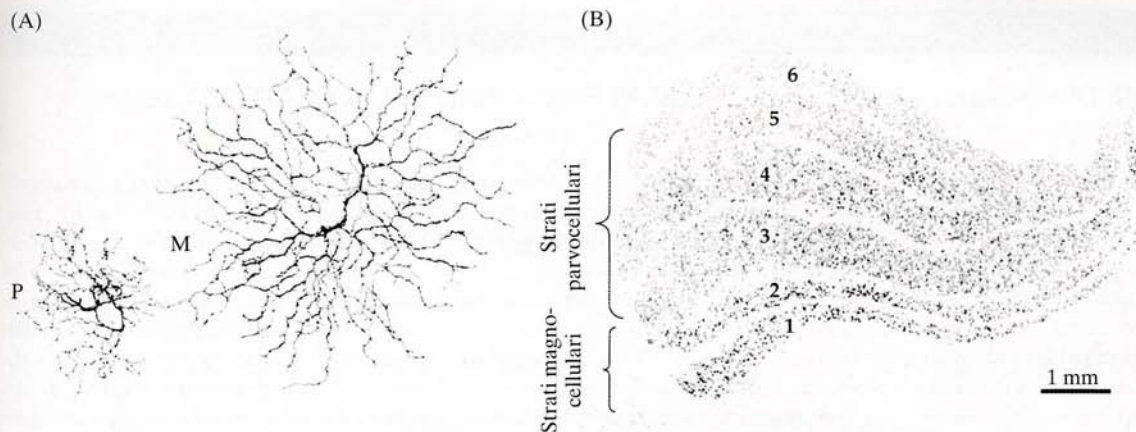 (A)
(B)
P
M
6
5
4
3
2
1
Strati
parvocellulari
Strati magno-
cellulari
1 mm